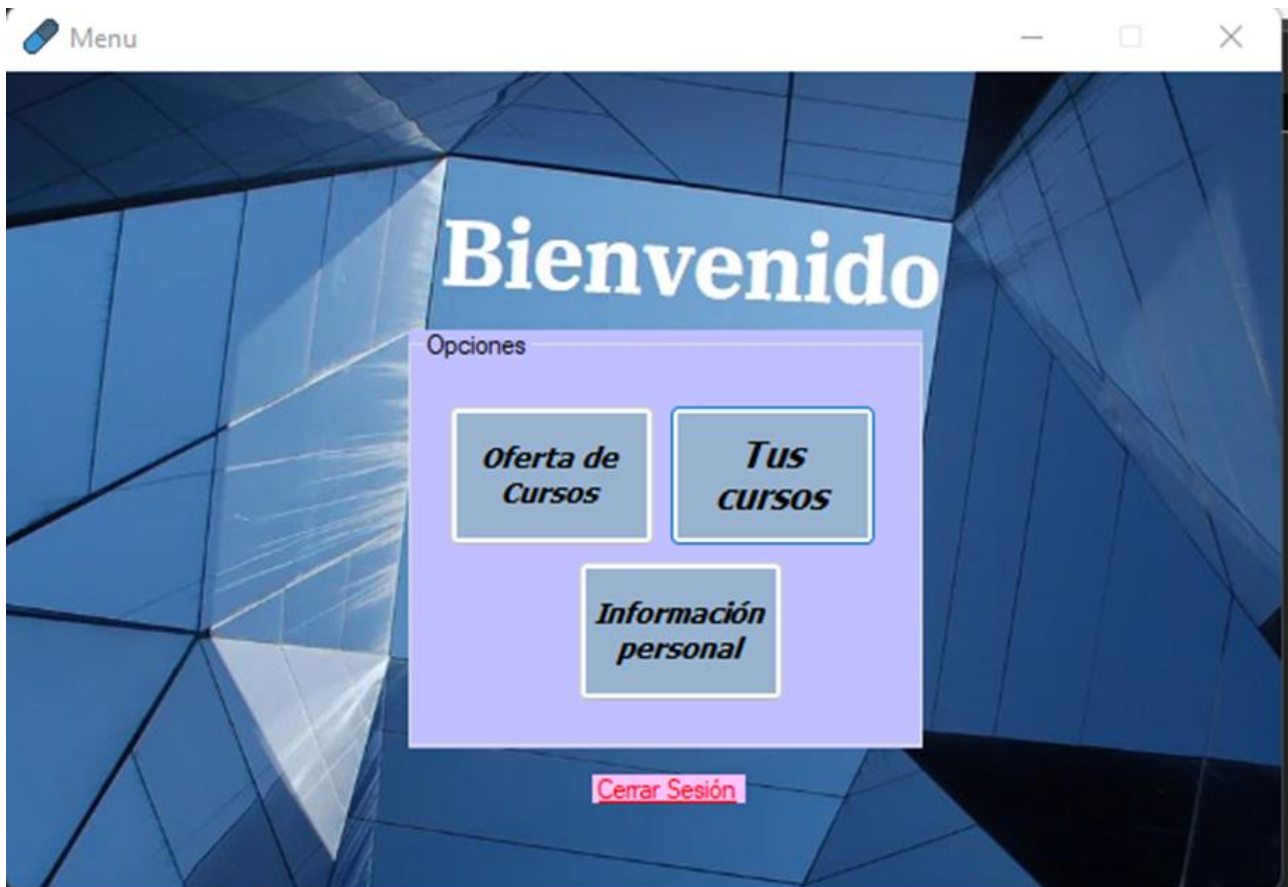 Menu
Bienvenido
Opciones
Oferta de
Cursos
Tus
cursos
Información
personal
Cerrar Sesión